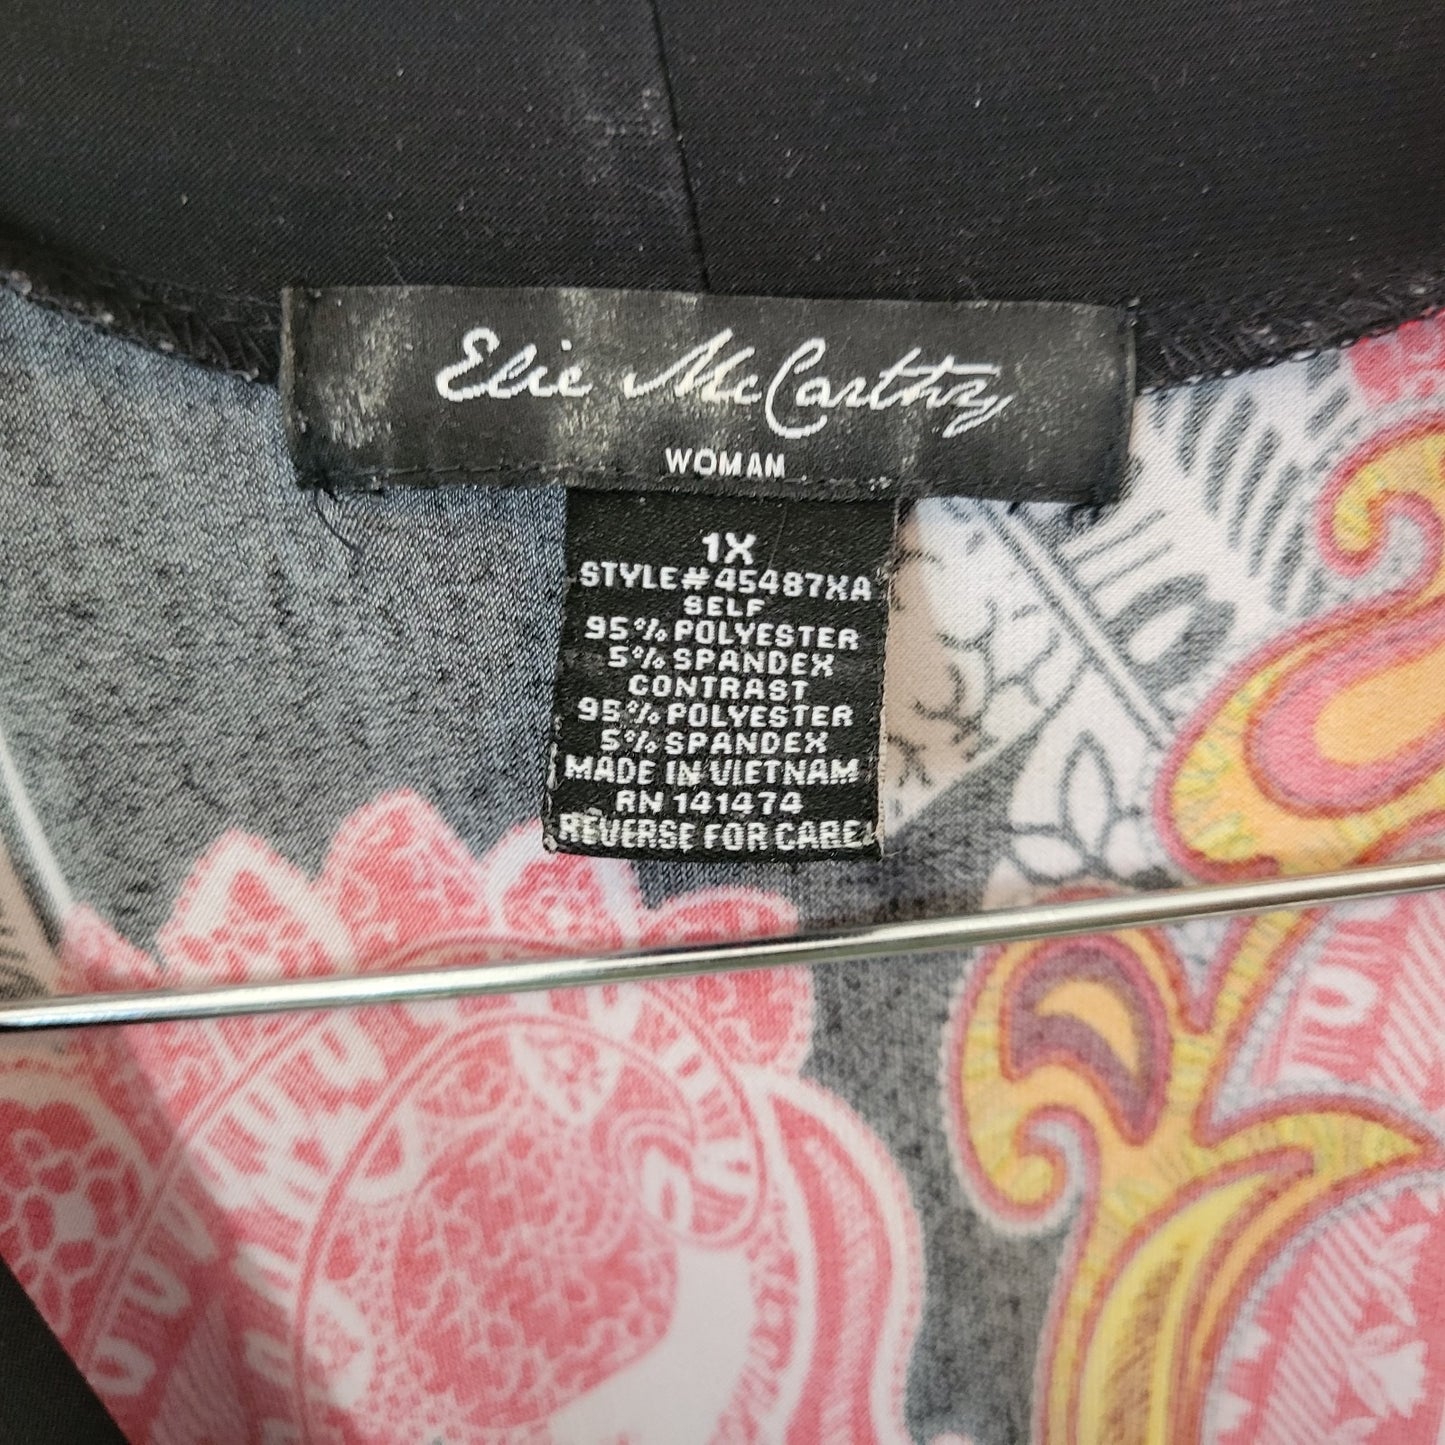 Elie McCarthy
WOMAN
1X
STYLE#45487XA
SELF
95% POLYESTER
5% SPANDEX
CONTRAST
95% POLYESTER
5% SPANDEX
MADE IN VIETNAM
RN 141474
REVERSE FOR CARE